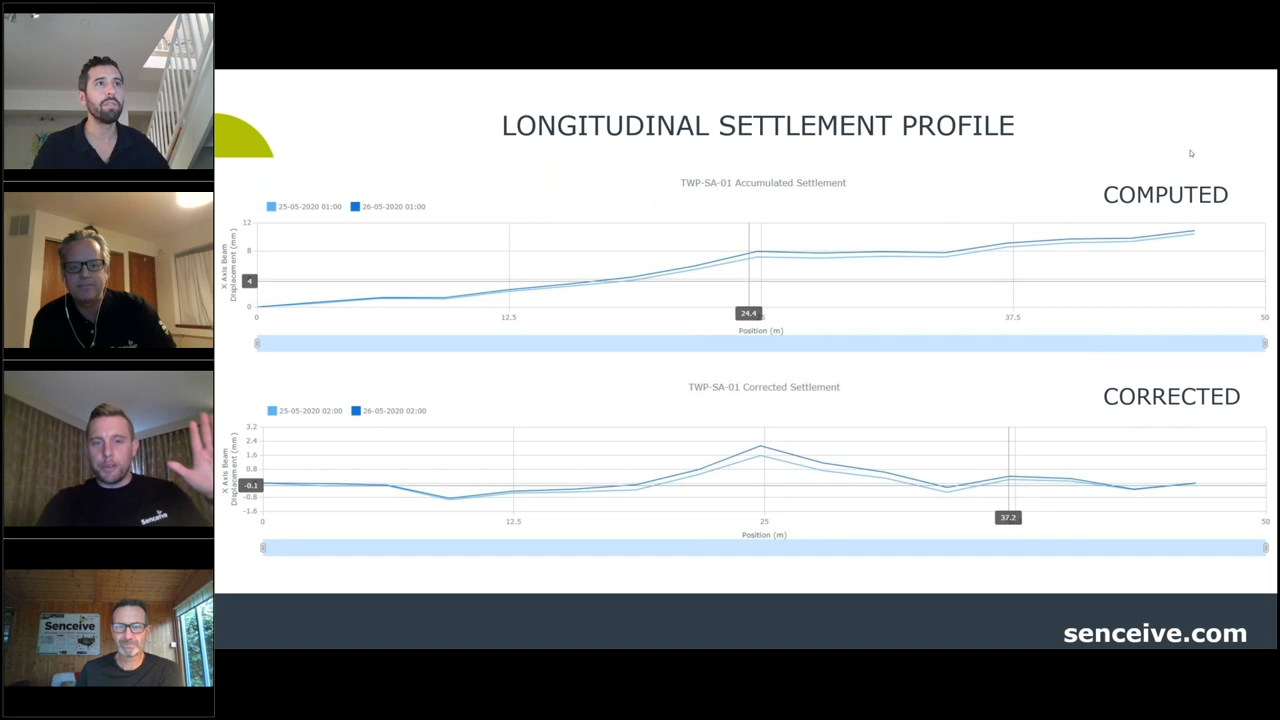 LONGITUDINAL SETTLEMENT PROFILE
TWP-SA-01 Accumulated Settlement
COMPUTED
25-05-2020 01:00 26-05-2020 01:00
X Axis Beam
Displacement (mm)
12
8
4
0
0 12.5 24.4 37.5 50
Position (m)
TWP-SA-01 Corrected Settlement
CORRECTED
25-05-2020 02:00 26-05-2020 02:00
X Axis Beam
Displacement (mm)
3.2
2.4
1.6
0.8
-0.1
-0.8
-1.6
0 12.5 25 37.2 50
Position (m)
senceive.com
Senceive
Senceive
Senceive